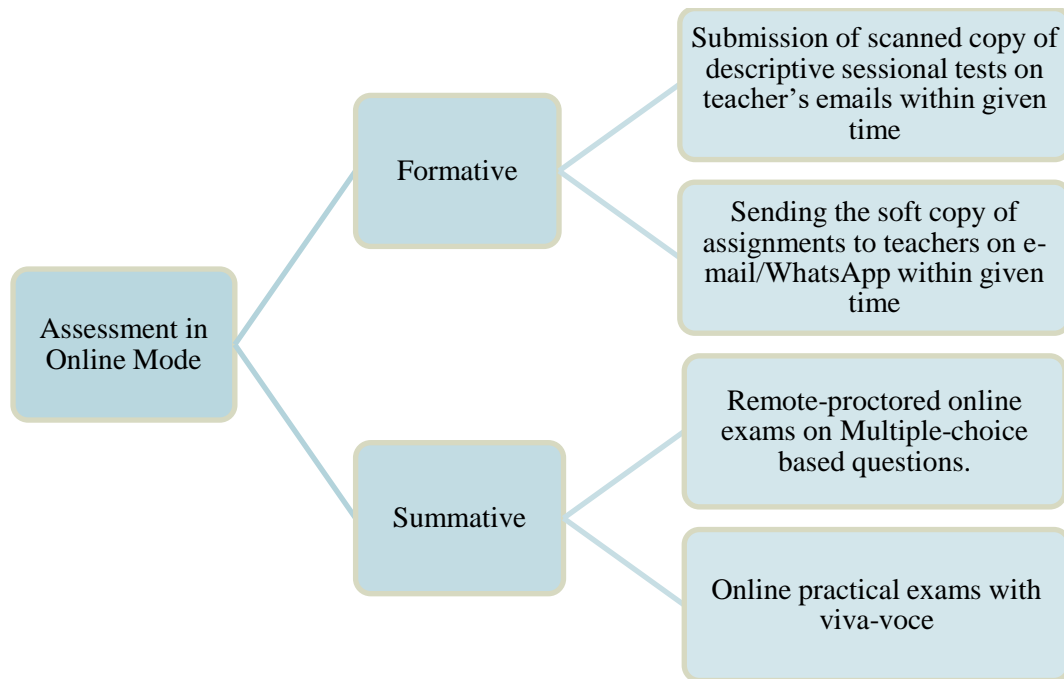 Assessment in
Online Mode
Formative
Submission of scanned copy of
descriptive sessional tests on
teacher’s emails within given
time
Sending the soft copy of
assignments to teachers on e-
mail/WhatsApp within given
time
Summative
Remote-proctored online
exams on Multiple-choice
based questions.
Online practical exams with
viva-voce